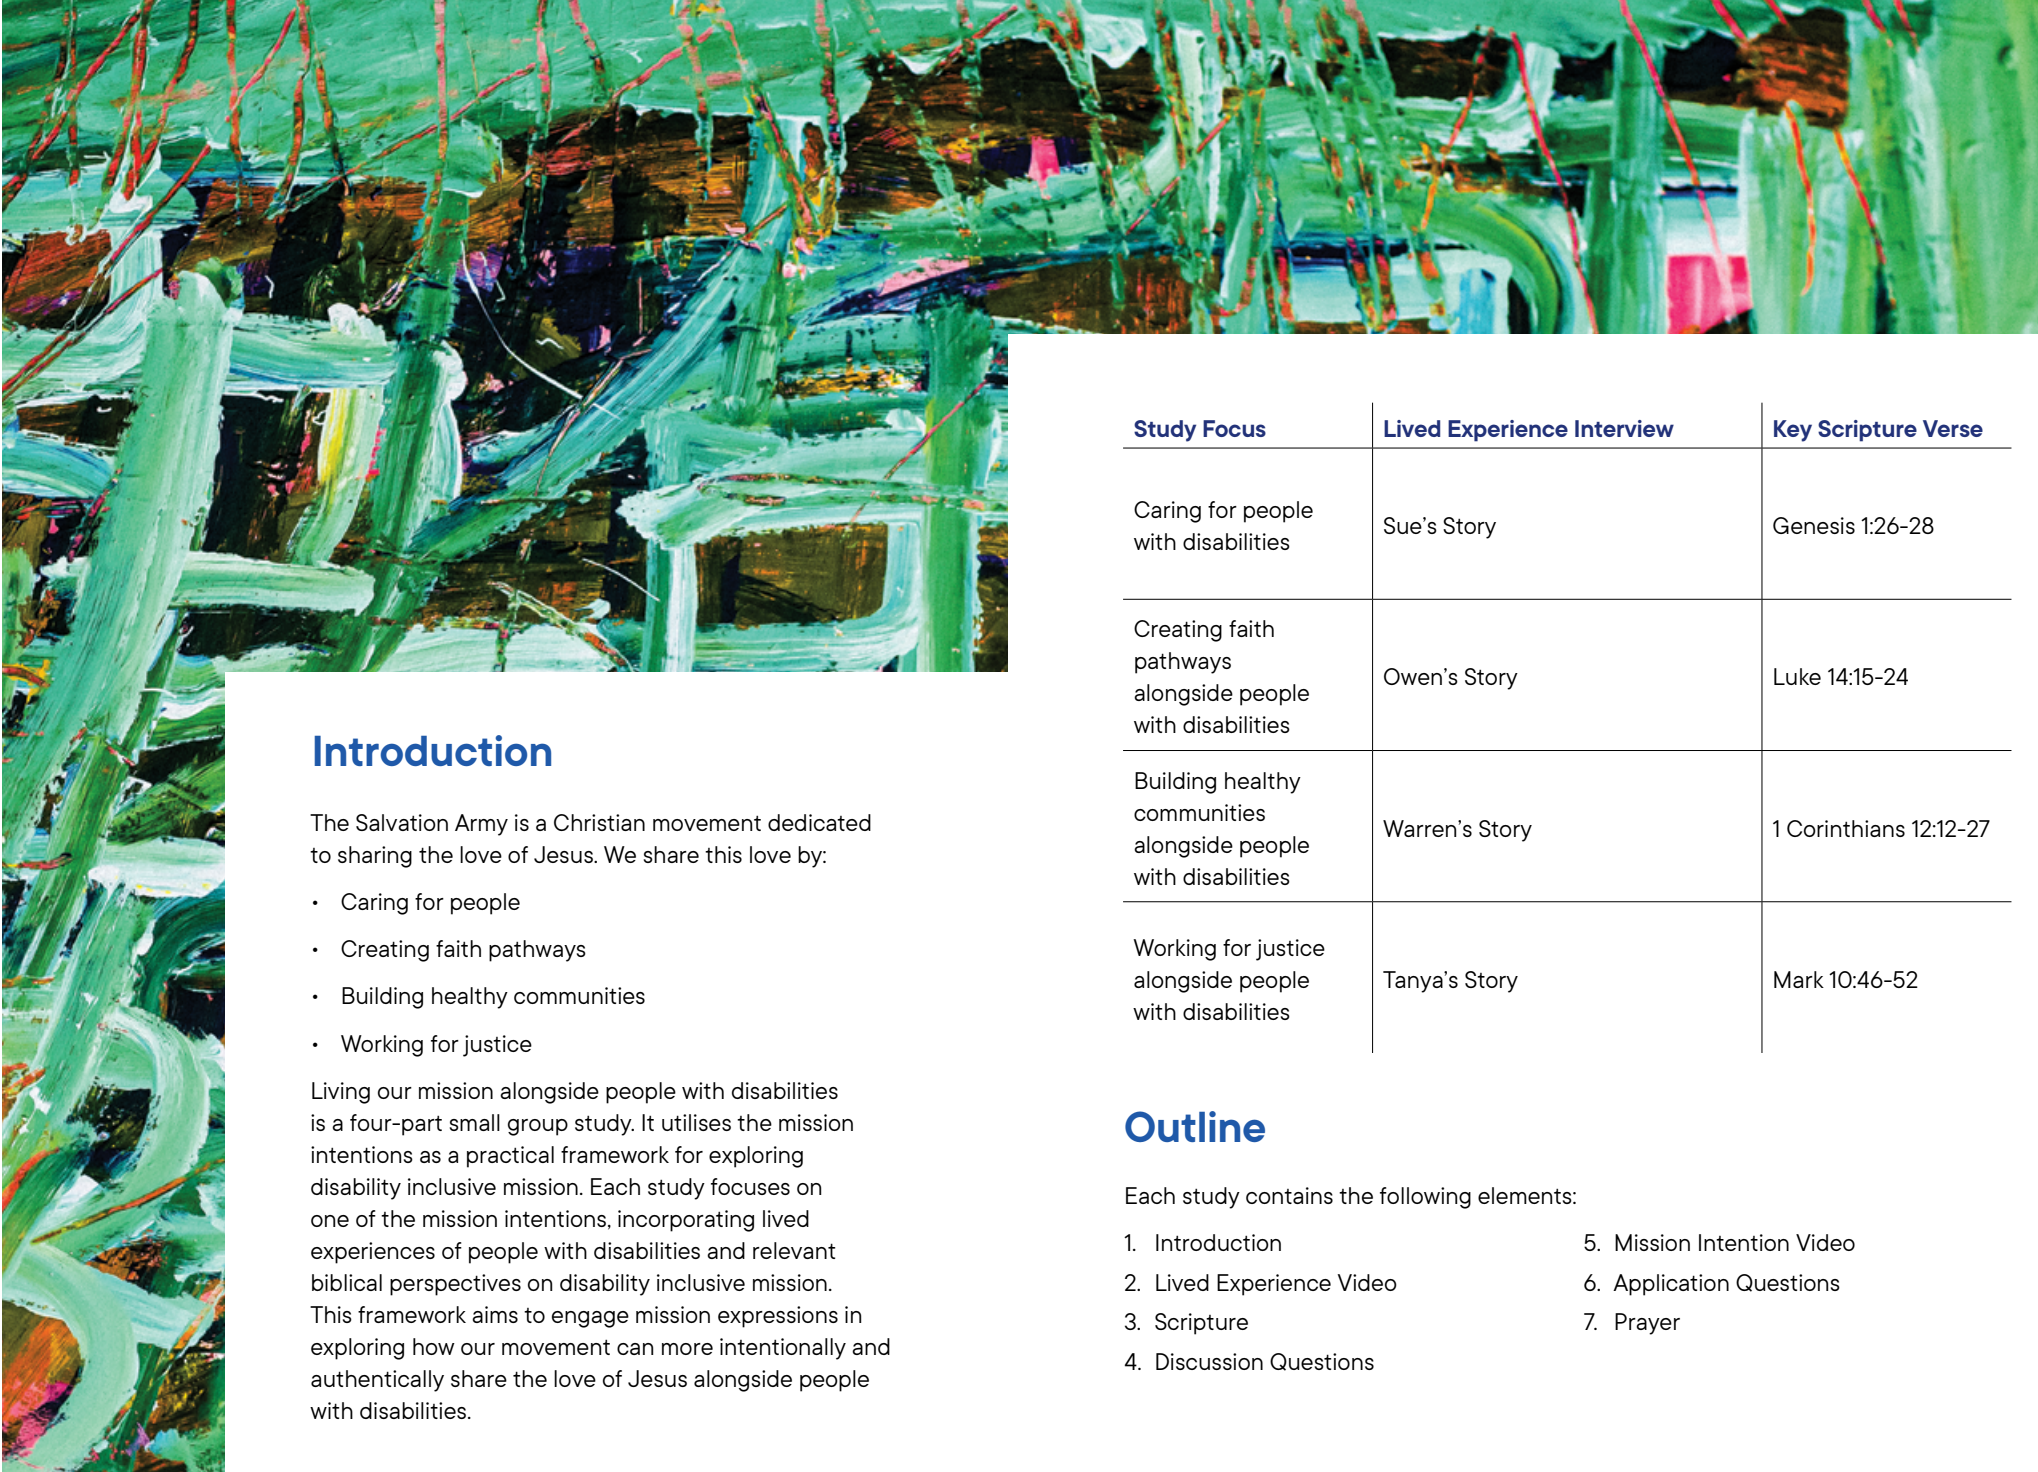 Introduction
The Salvation Army is a Christian movement dedicated
to sharing the love of Jesus. We share this love by:
• Caring for people
• Creating faith pathways
• Building healthy communities
• Working for justice
Living our mission alongside people with disabilities
is a four-part small group study. It utilises the mission
intentions as a practical framework for exploring
disability inclusive mission. Each study focuses on
one of the mission intentions, incorporating lived
experiences of people with disabilities and relevant
biblical perspectives on disability inclusive mission.
This framework aims to engage mission expressions in
exploring how our movement can more intentionally and
authentically share the love of Jesus alongside people
with disabilities.
Study Focus
Lived Experience Interview
Key Scripture Verse
Caring for people
with disabilities
Sue's Story
Genesis 1:26-28
Creating faith
pathways
alongside people
with disabilities
Owen's Story
Luke 14:15-24
Building healthy
communities
alongside people
with disabilities
Warren's Story
1 Corinthians 12:12-27
Working for justice
alongside people
with disabilities
Tanya's Story
Mark 10:46-52
Outline
Each study contains the following elements:
1. Introduction
2. Lived Experience Video
3. Scripture
4. Discussion Questions
5. Mission Intention Video
6. Application Questions
7. Prayer